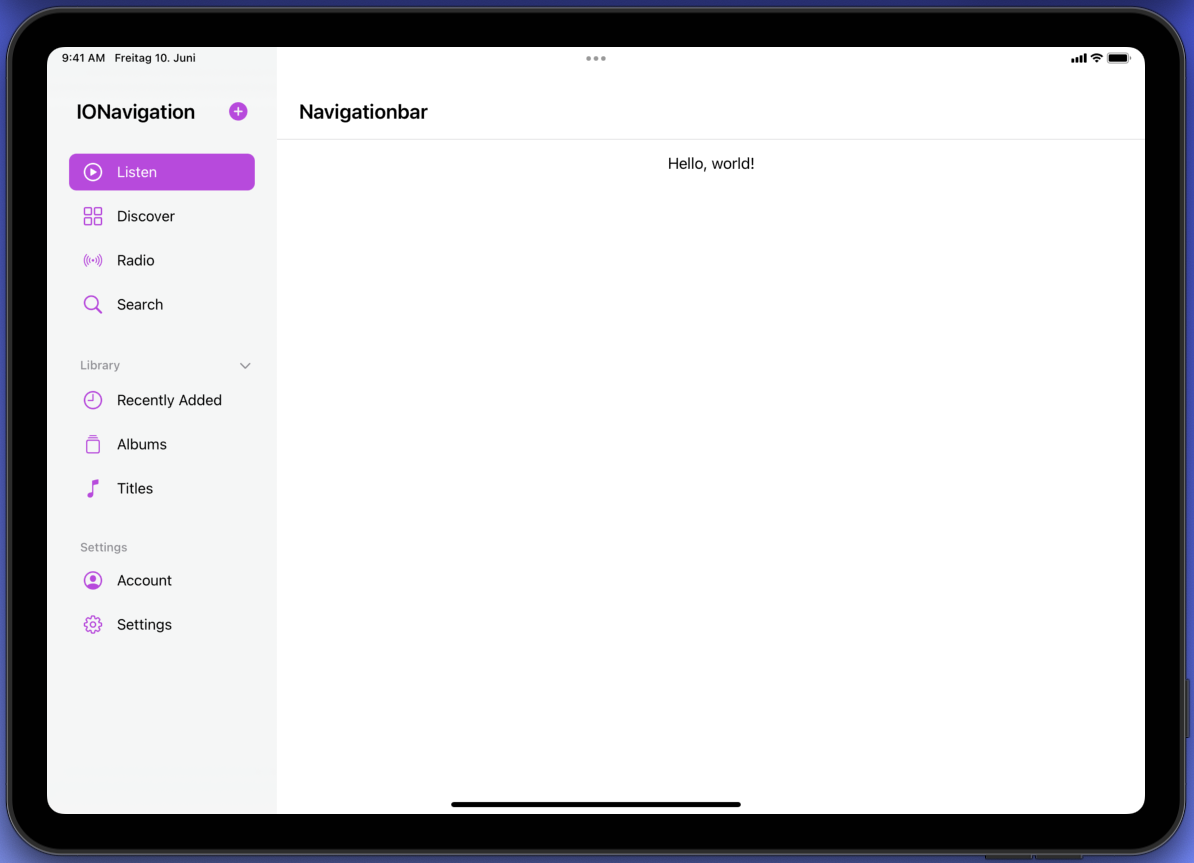 9:41 AM Freitag 10. Juni
IONavigation
Listen
Discover
Radio
Search
Library
Recently Added
Albums
Titles
Settings
Account
Settings
Navigationbar
Hello, world!